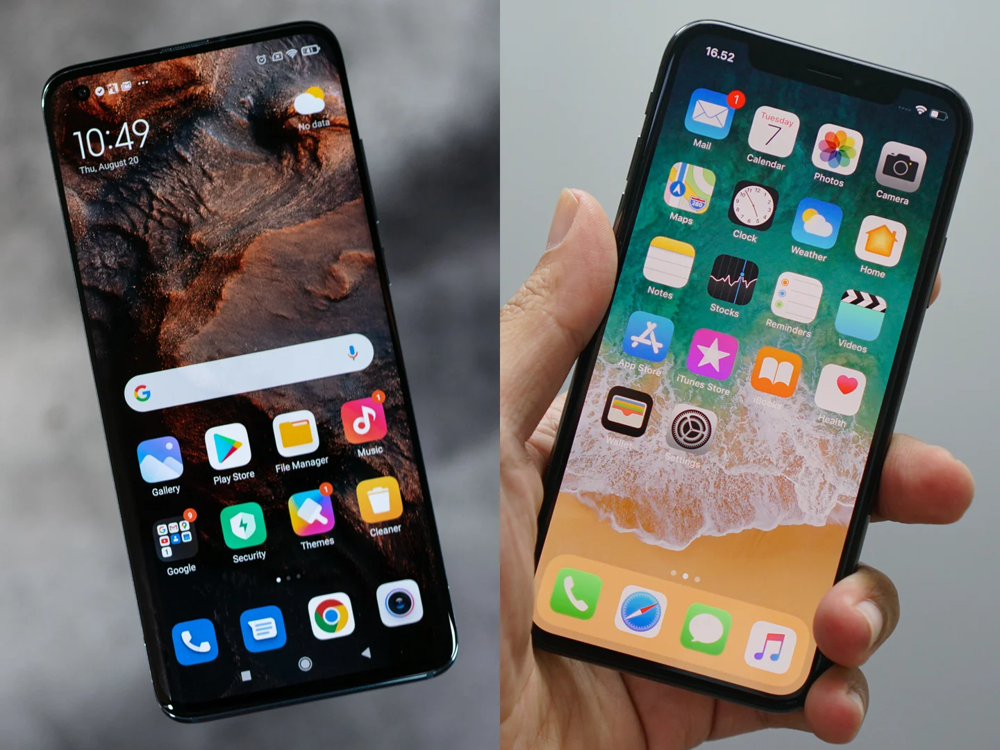 41
10:49
Thu, August 20
No data
G
1
Gallery
Play Store
File Manager
Music
9
1
Google
Security
Themes
Cleaner
16.52
1
Tuesday
7
Mail
Calendar
Photos
Camera
280
Maps
Clock
Weather
Home
Notes
Stocks
Reminders
Videos
App Store
iTunes Store
iBooks
Health
Wallet
Settings